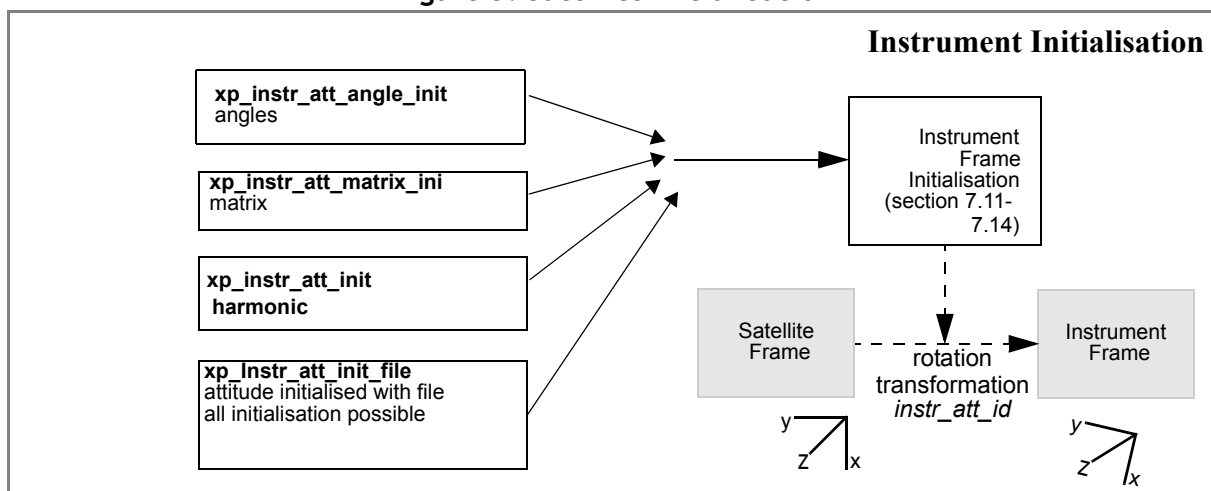 Instrument Initialisation
xp_instr_att_angle_init
angles
xp_instr_att_matrix_ini
matrix
xp_instr_att_init
harmonic
xp_Instr_att_init_file
attitude initialised with file
all initialisation possible
Instrument
Frame
Initialisation
(section 7.11-
7.14)
Satellite
Frame
rotation
transformation
instr_att_id
Instrument
Frame
y
z
x
y
z
x